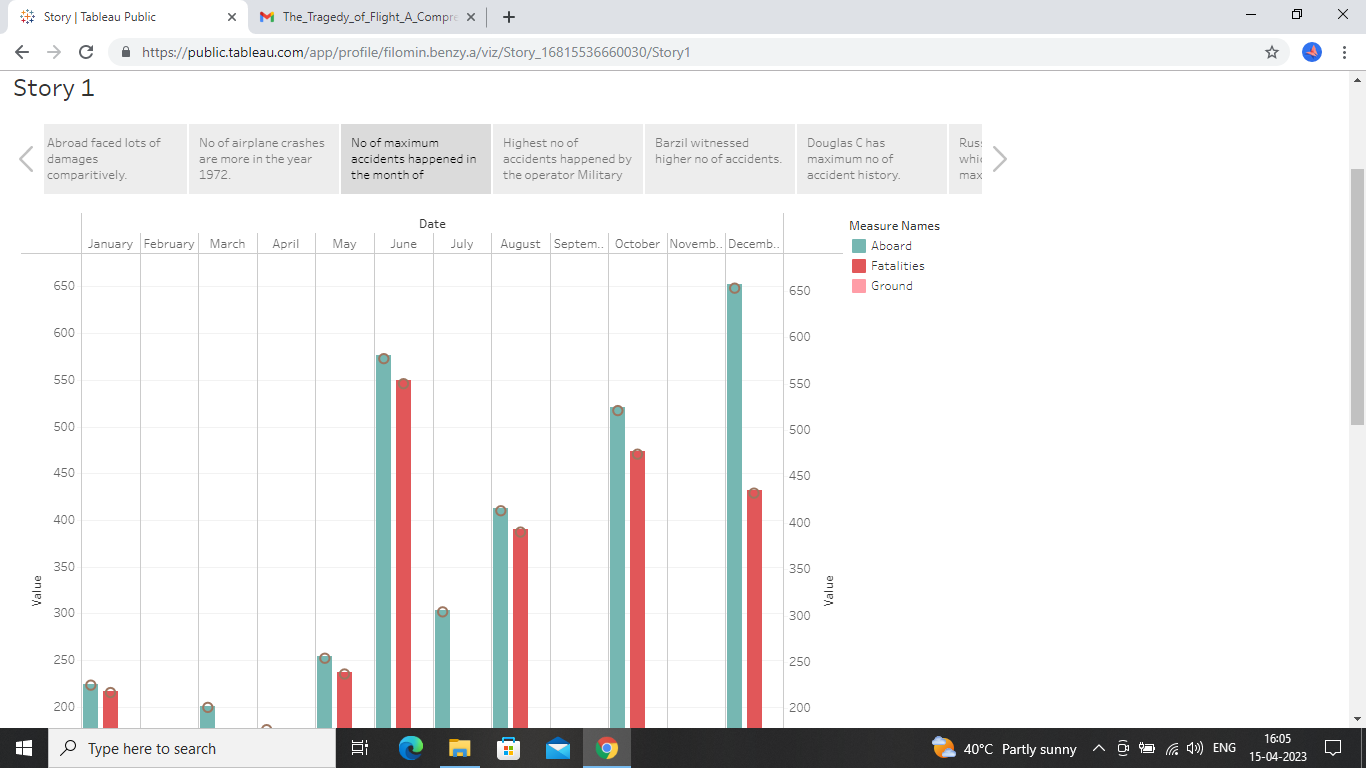 Story | Tableau Public
The_Tragedy_of_Flight_A_Compre
https://public.tableau.com/app/profile/filomin.benzy.a/viz/Story_16815536660030/Story1
Story 1
Abroad faced lots of
damages
comparitively.
No of airplane crashes
are more in the year
1972.
No of maximum
accidents happened in
the month of
Highest no of
accidents happened by
the operator Military
Barzil witnessed
higher no of accidents.
Douglas C has
maximum no of
accident history.
Rus
whi
max
Date
January February March April May June July August Septem.. October Novemb.. Decemb..
Measure Names
Aboard
Fatalities
Ground
650
600
550
500
450
400
350
300
250
200
Value
650
600
550
500
450
400
350
300
250
200
Value
Type here to search
40°C Partly sunny
ENG
16:05
15-04-2023